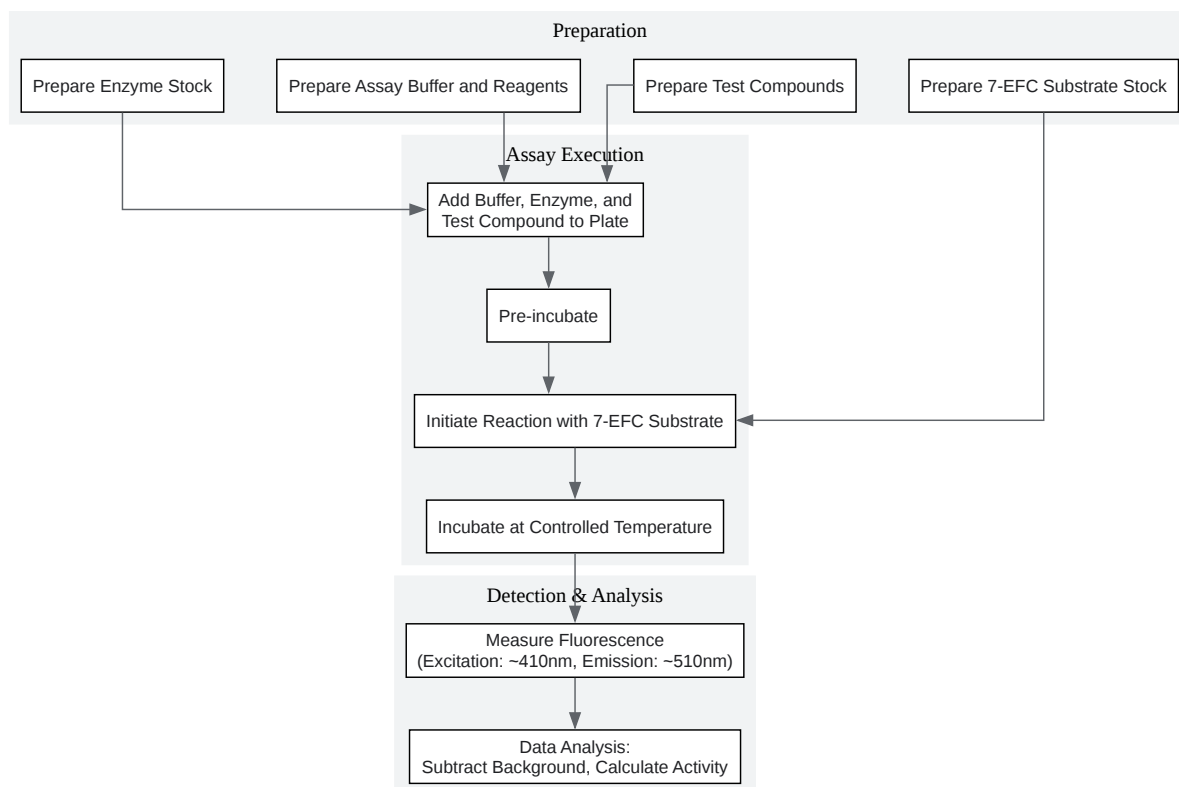 Preparation
Prepare Enzyme Stock
Prepare Assay Buffer and Reagents
Prepare Test Compounds
Prepare 7-EFC Substrate Stock
Assay Execution
Add Buffer, Enzyme, and
Test Compound to Plate
Pre-incubate
Initiate Reaction with 7-EFC Substrate
Incubate at Controlled Temperature
Detection & Analysis
Measure Fluorescence
(Excitation: ~410nm, Emission: ~510nm)
Data Analysis:
Subtract Background, Calculate Activity